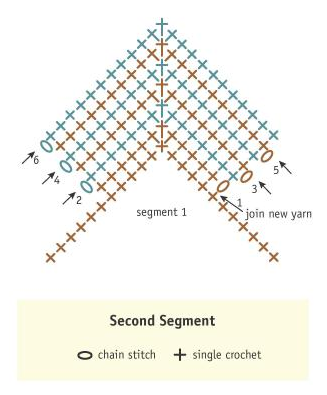 6
4
2
5
3
1
segment 1
join new yarn
Second Segment
chain stitch
single crochet